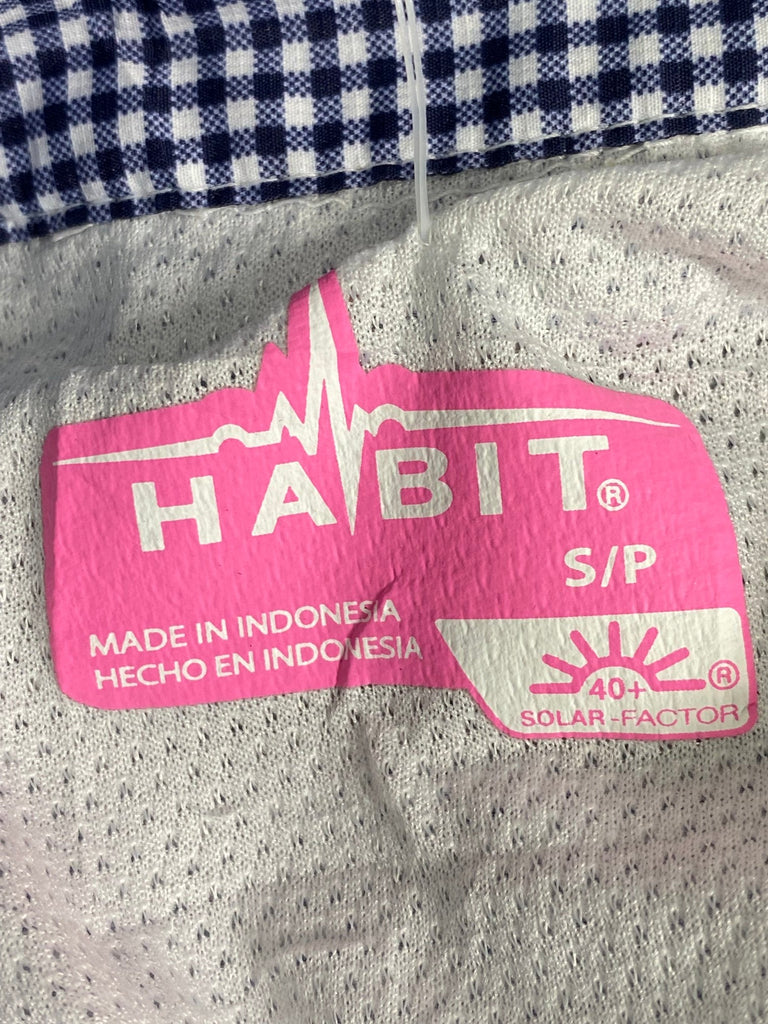 HABIT®
S/P
MADE IN INDONESIA
HECHO EN INDONESIA
40+ ®
SOLAR-FACTOR